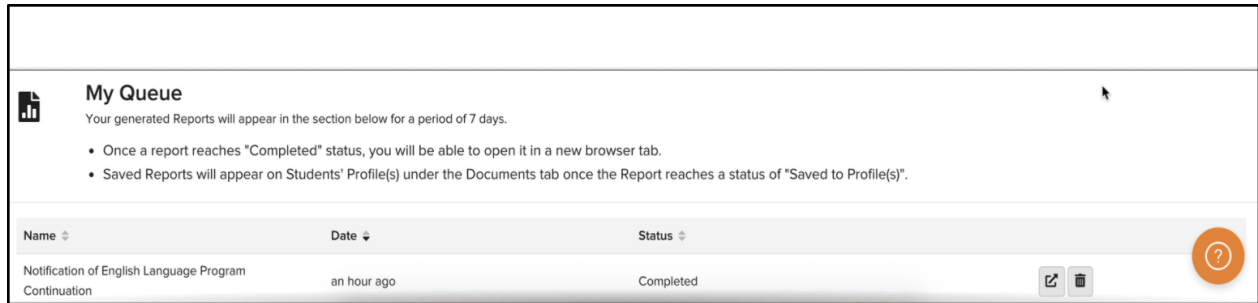 My Queue
Your generated Reports will appear in the section below for a period of 7 days.
• Once a report reaches "Completed" status, you will be able to open it in a new browser tab.
• Saved Reports will appear on Students' Profile(s) under the Documents tab once the Report reaches a status of "Saved to Profile(s)".
Name Date Status
Notification of English Language Program
Continuation
an hour ago
Completed
?